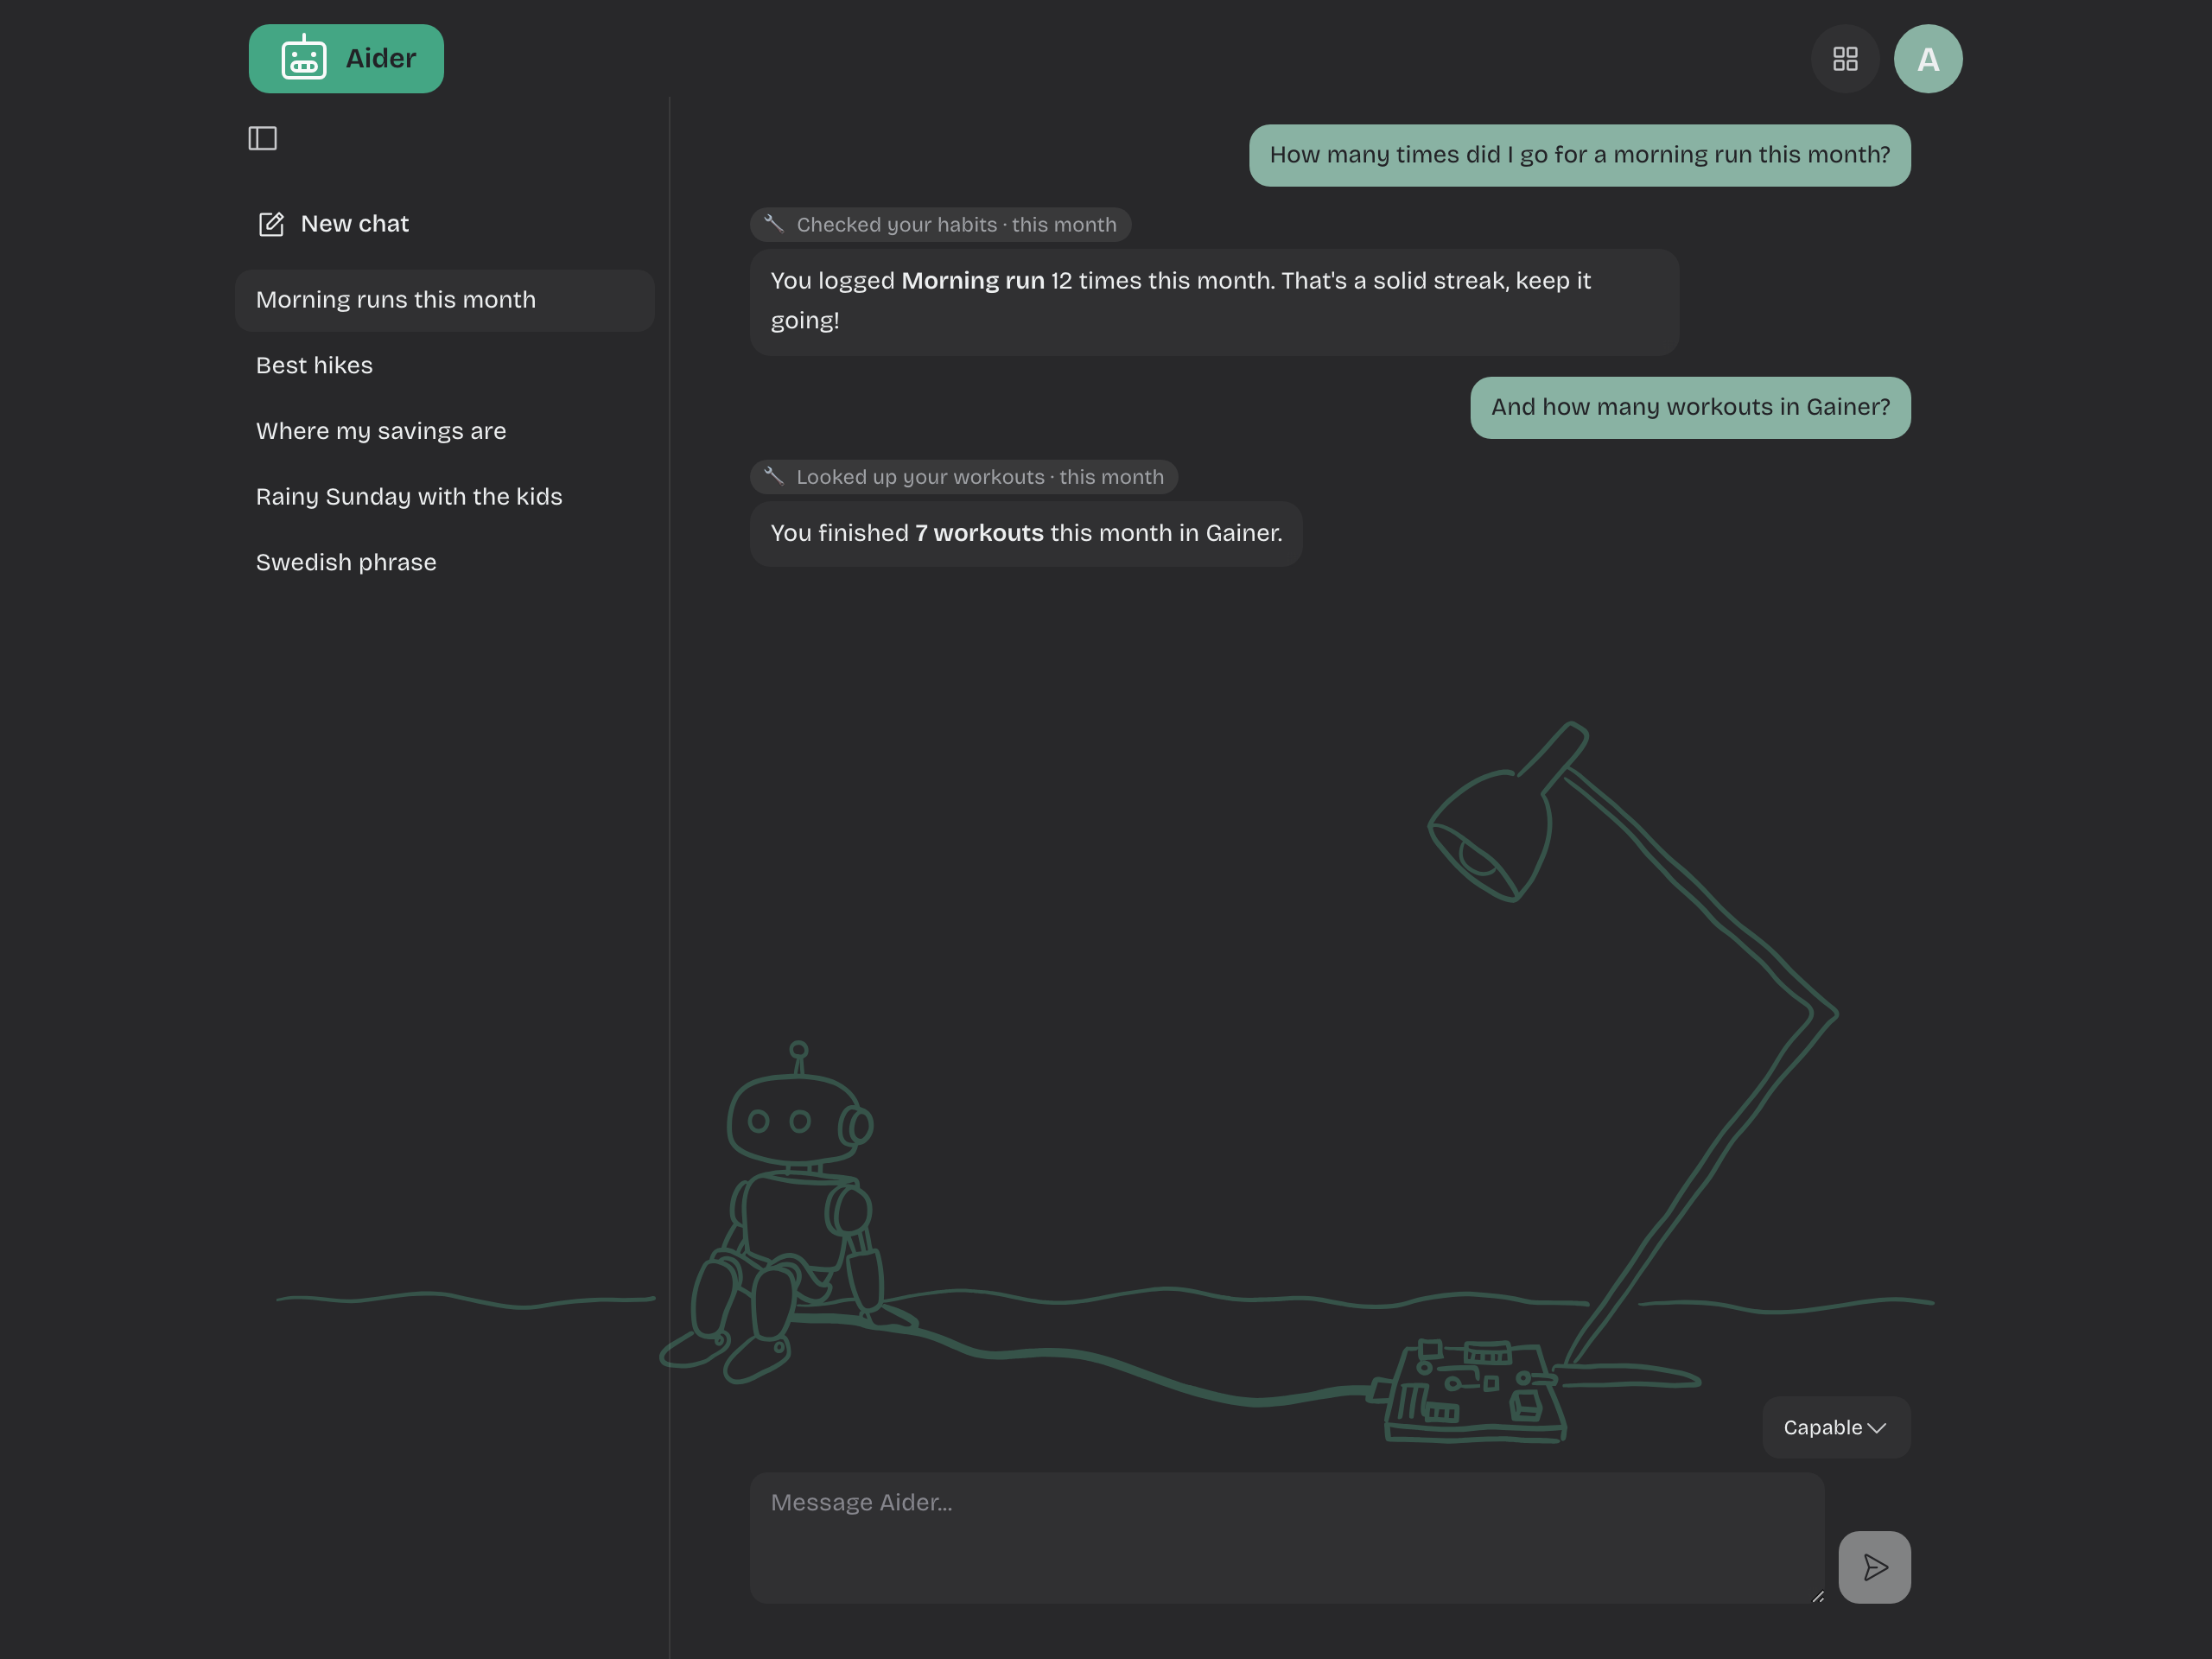 Aider
A
New chat
Morning runs this month
Best hikes
Where my savings are
Rainy Sunday with the kids
Swedish phrase
How many times did I go for a morning run this month?
Checked your habits · this month
You logged Morning run 12 times this month. That's a solid streak, keep it
going!
And how many workouts in Gainer?
Looked up your workouts · this month
You finished 7 workouts this month in Gainer.
Capable
Message Aider...